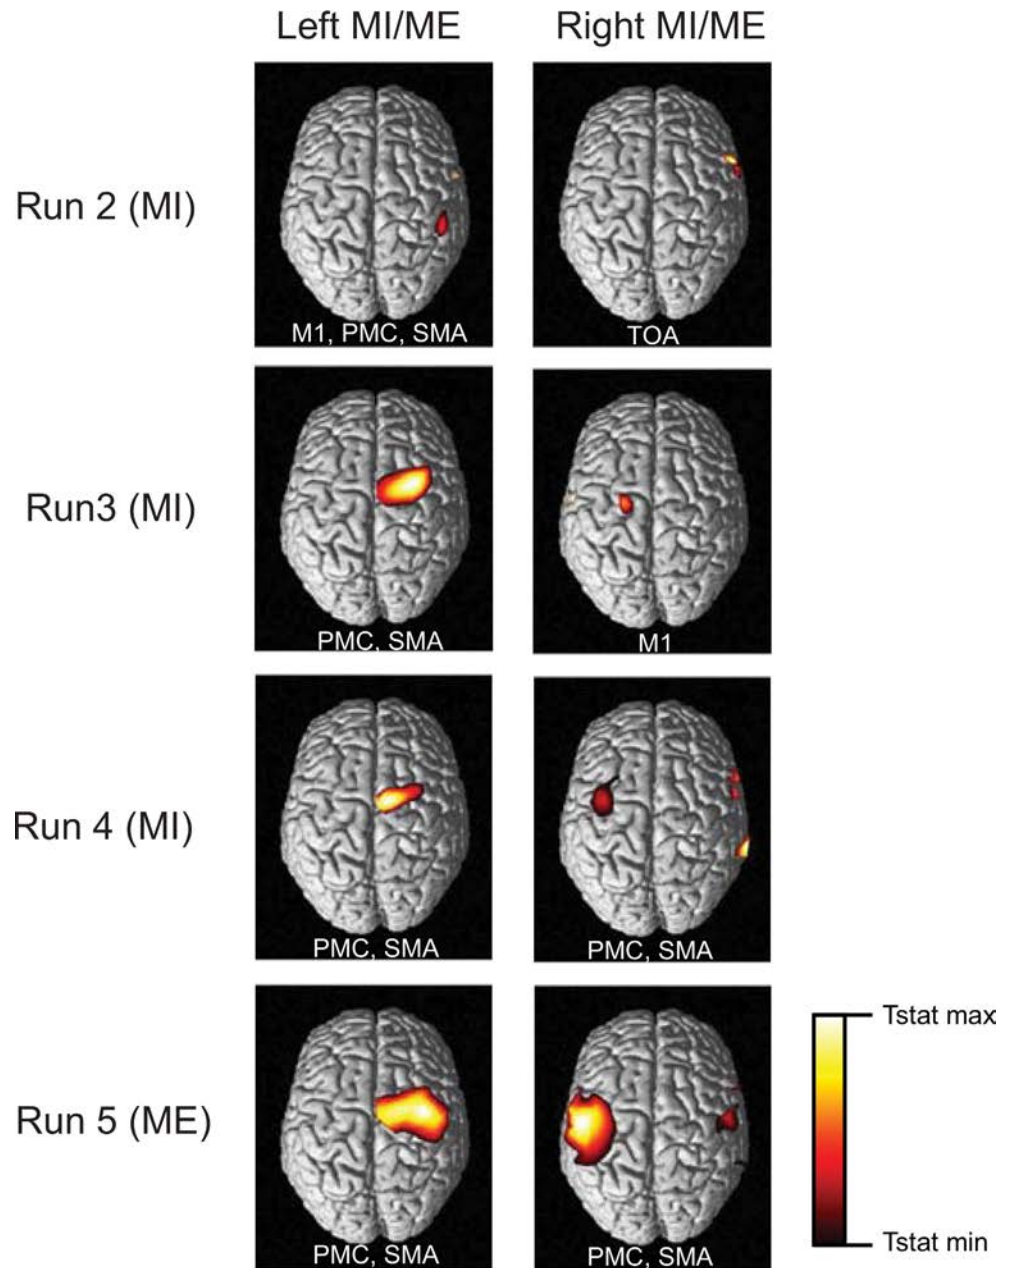 Left MI/ME
Right MI/ME
Run 2 (MI)
M1, PMC, SMA
TOA
Run3 (MI)
PMC, SMA
M1
Run 4 (MI)
PMC, SMA
PMC, SMA
Run 5 (ME)
PMC, SMA
PMC, SMA
Tstat max
Tstat min